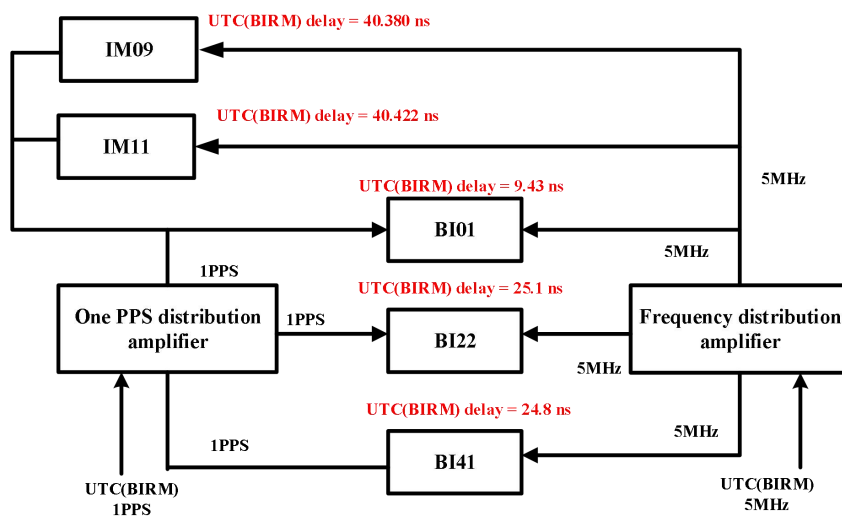 UTC(BIRM) delay = 40.380 ns
IM09
UTC(BIRM) delay = 40.422 ns
IM11
5MHz
UTC(BIRM) delay = 9.43 ns
BI01
5MHz
1PPS
UTC(BIRM) delay = 25.1 ns
One PPS distribution
amplifier
1PPS
BI22
Frequency distribution
amplifier
5MHz
UTC(BIRM) delay = 24.8 ns
1PPS
BI41
5MHz
UTC(BIRM)
1PPS
UTC(BIRM)
5MHz